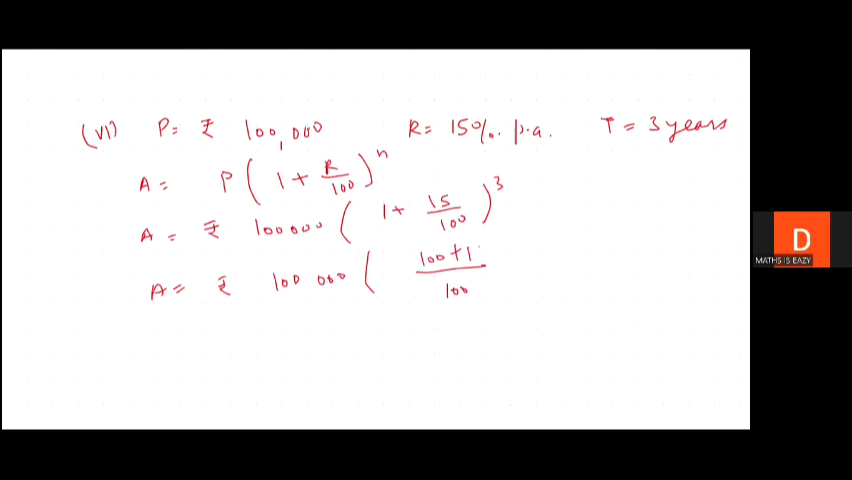 (VI) P= ₹ 100,000 R= 15%. p.a. T = 3 years
A = P ( 1 + R/100 )^n
A = ₹ 100000 ( 1+ 15/100 )^3
A = ₹ 100 000 ( 100+1/100
D
MATHS IS EAZY